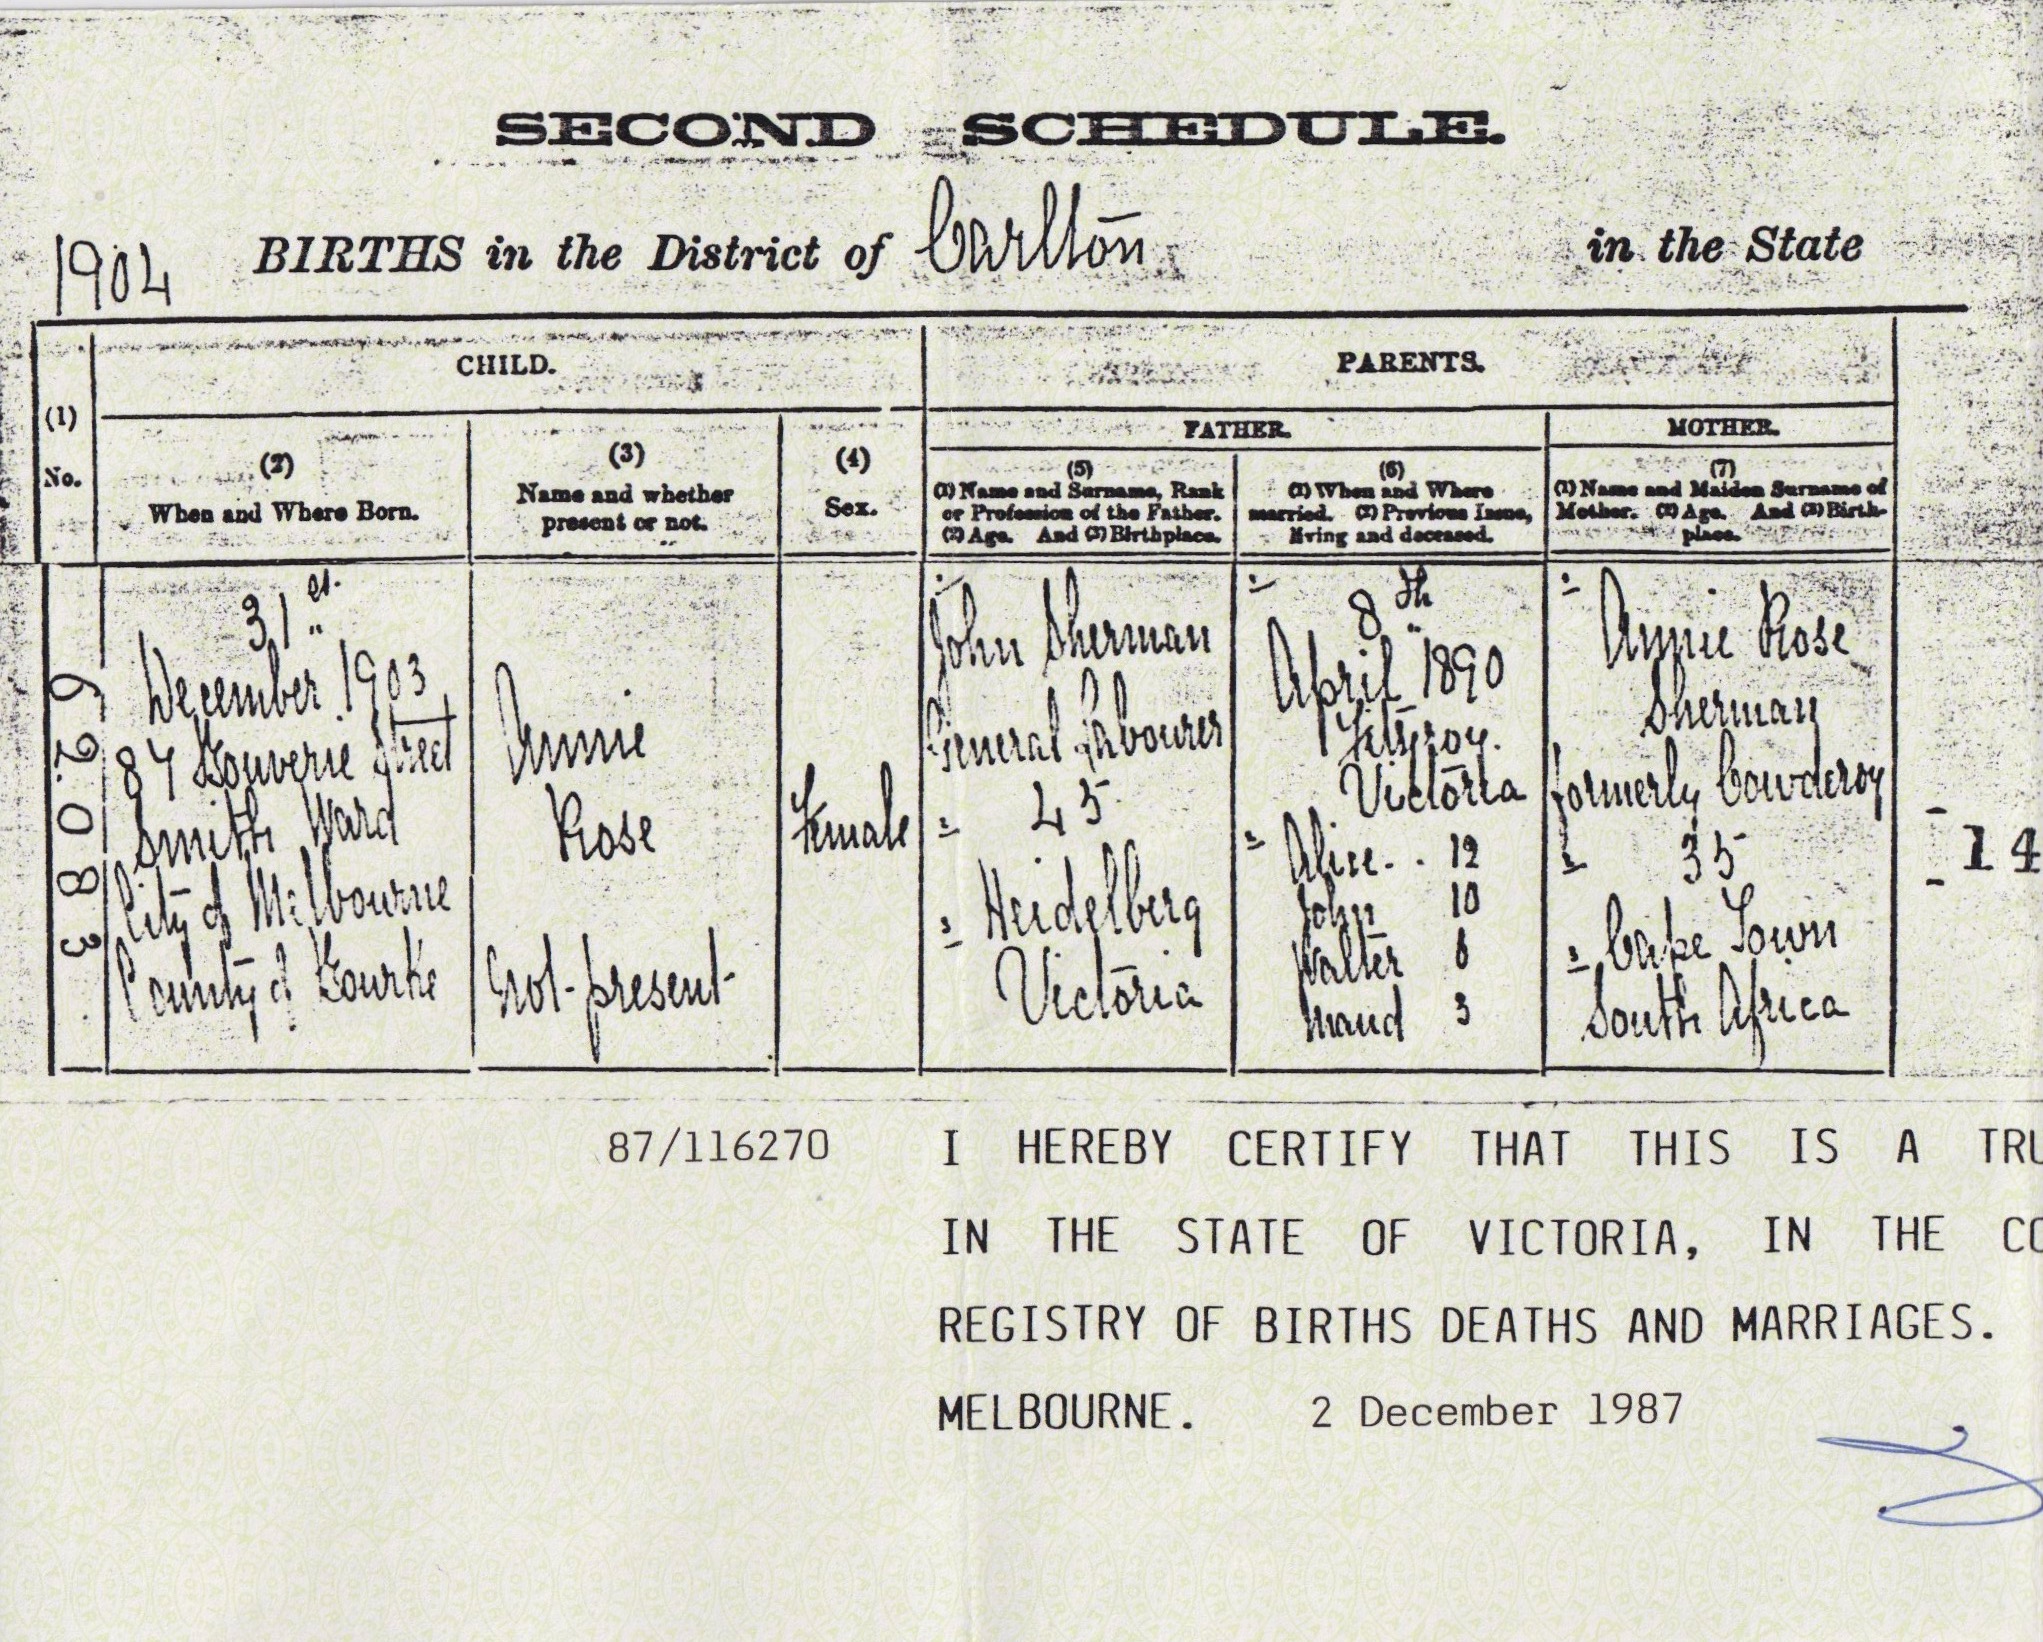 SECOND SCHEDULE.
1904 BIRTHS in the District of Carlton in the State
CHILD.
PARENTS.
(1)
No.
(2)
When and Where Born.
(3)
Name and whether
present or not.
(4)
Sex.
FATHER.
MOTHER.
(5)
(1) Name and Surname, Rank
or Profession of the Father.
(2) Age. And (3) Birthplace.
(6)
(1) When and Where
married. (2) Previous Issue,
living and deceased.
(7)
(1) Name and Maiden Surname of
Mother. (2) Age. And (3) Birth-
place.
31st
December 1903
87 Bouverie Street
Smith Ward
City of Melbourne
County of Bourke
Annie
Rose
Not present
Female
John Sherman
General Labourer
45
Heidelberg
Victoria
8th
April 1890
Fitzroy.
Victoria
Alice 12
John 10
Walter
Maud 3
Annie Rose
Sherman
formerly Cowderoy
35
Cape Town
South Africa
14
87/116270
I HEREBY CERTIFY THAT THIS IS A TRU
IN THE STATE OF VICTORIA, IN THE CO
REGISTRY OF BIRTHS DEATHS AND MARRIAGES.
MELBOURNE. 2 December 1987